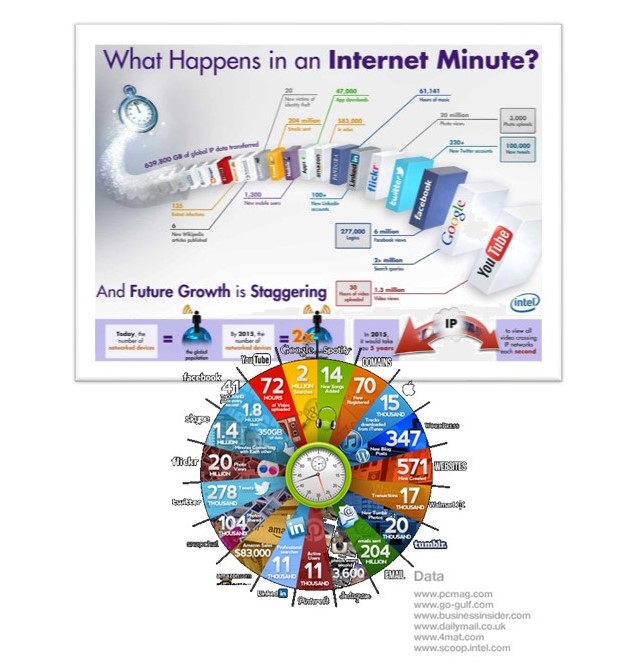 What Happens in an Internet Minute?
20
New victims of
identity theft
47,000
App downloads
61,141
Hours of music
204 million
Emails sent
$83,000
In sales
20 million
Photo views
3,000
Photo uploads
320+
New Twitter accounts
100,000
New tweets
639,800 GB of global IP data transferred
135
Botnet infections
6
New Wikipedia
articles published
1,300
New mobile users
100+
New LinkedIn
accounts
277,000
Logins
6 million
Facebook views
2+ million
Search queries
30
Hours of video
uploaded
1.3 million
Video views
LinkedIn
flickr
twitter
facebook
Google
You Tube
And Future Growth is Staggering
intel
Today, the
number of
networked devices
=
the global
population
By 2015, the
number of
networked devices
=
2x
In 2015,
it would take
you 5 years
IP
to view all
video crossing
IP networks
each second
YouTube
Google
Spotify
DOMAINS
facebook
WORDPRESS
skype
flickr
WEBSITES
twitter
Walmart
snapchat
tumblr.
amazon.com
EMAIL
LinkedIn
Pinterest
Instagram
72
HOURS
of Video
uploaded
2
MILLION
Searches
14
New Songs
Added
70
New
Registered
15
THOUSAND
Tracks
downloaded
from iTunes
347
New Blog
Posts
571
New Created
17
THOUSAND
Transactions
20
THOUSAND
New Tumblr
Photos
204
MILLION
emails sent
3,600
11
THOUSAND
Active
Users
11
THOUSAND
Professional
searches
$83,000
Amazon Sales
104
THOUSAND
278
THOUSAND
Tweets
20
MILLION
Photo
Views
1.4
MILLION
Minutes Connecting
with Each other
1.8
MILLION
350GB
of data
41
Data
www.pcmag.com
www.go-gulf.com
www.businessinsider.com
www.dailymail.co.uk
www.4mat.com
www.scoop.intel.com